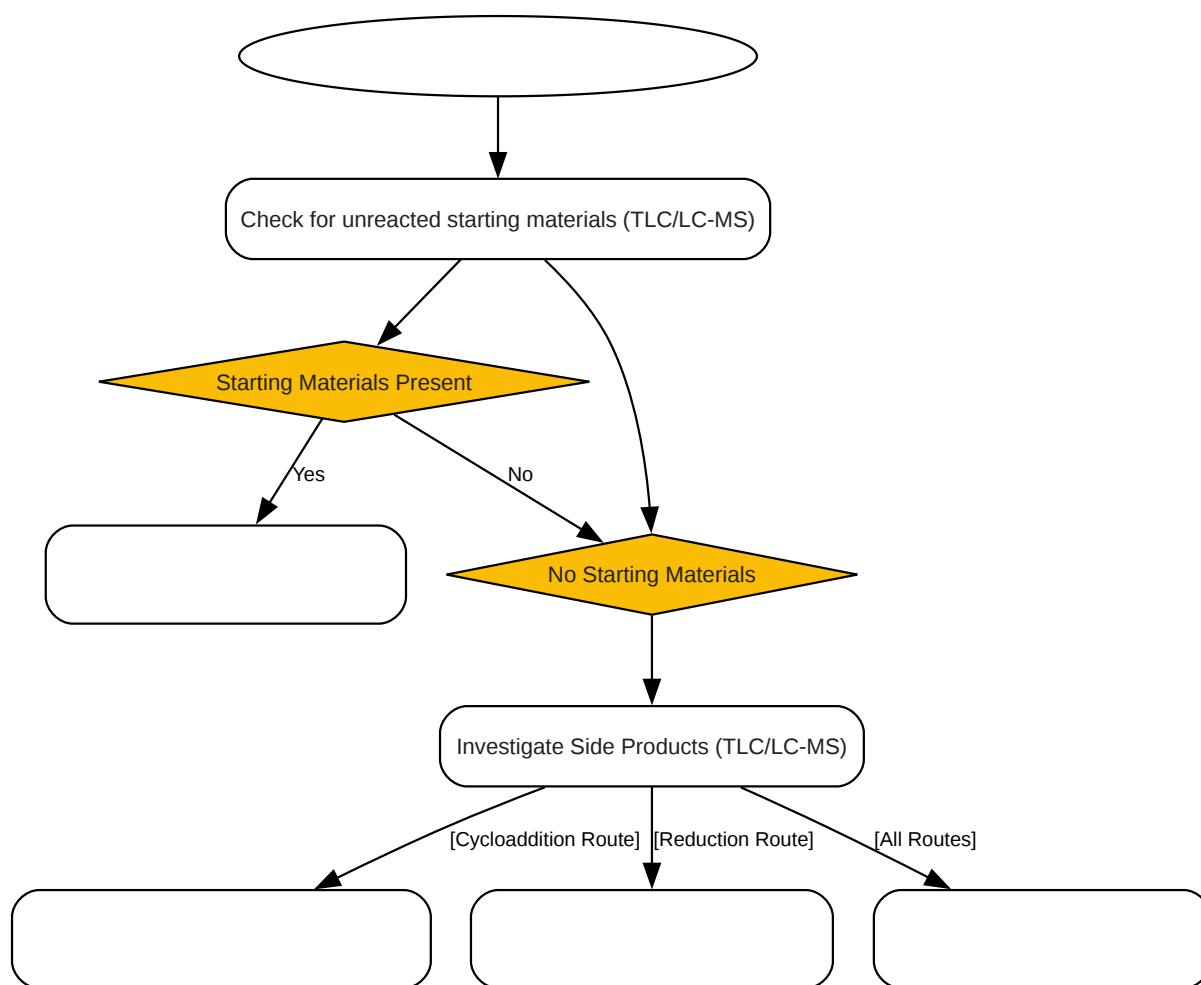 Check for unreacted starting materials (TLC/LC-MS)
Starting Materials Present
Yes
No
No Starting Materials
Investigate Side Products (TLC/LC-MS)
[Cycloaddition Route]
[Reduction Route]
[All Routes]